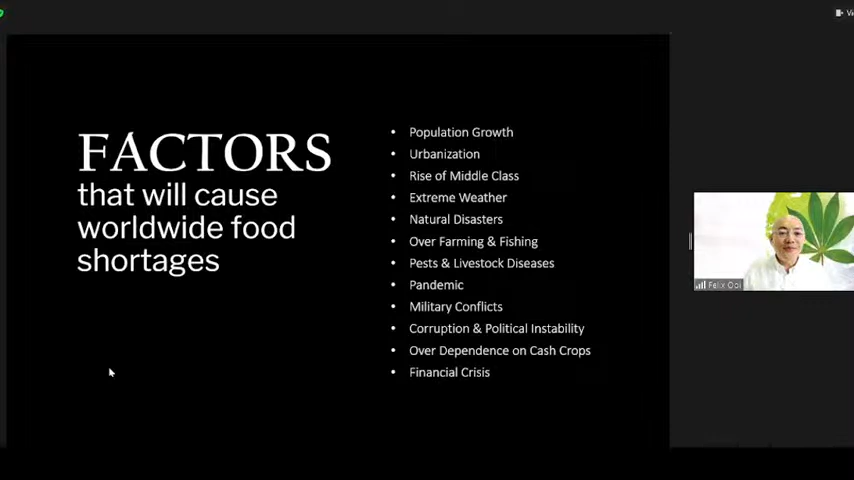 FACTORS
that will cause
worldwide food
shortages
• Population Growth
• Urbanization
• Rise of Middle Class
• Extreme Weather
• Natural Disasters
• Over Farming & Fishing
• Pests & Livestock Diseases
• Pandemic
• Military Conflicts
• Corruption & Political Instability
• Over Dependence on Cash Crops
• Financial Crisis
Felix Ooi